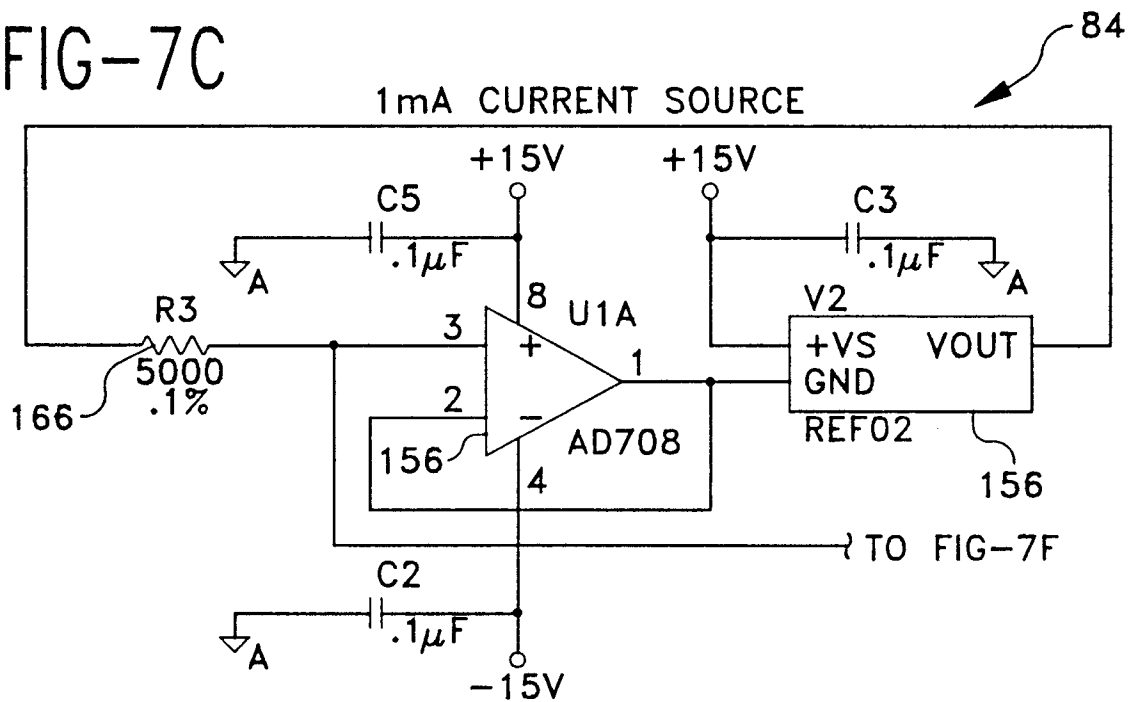 FIG-7C
84
1mA CURRENT SOURCE
+15V
+15V
C5
C3
.1μF
.1μF
A
A
8
V2
R3
U1A
3
+
+VS
VOUT
5000
1
GND
.1%
166
2
-
REF02
156
AD708
156
4
TO FIG-7F
C2
.1μF
A
-15V